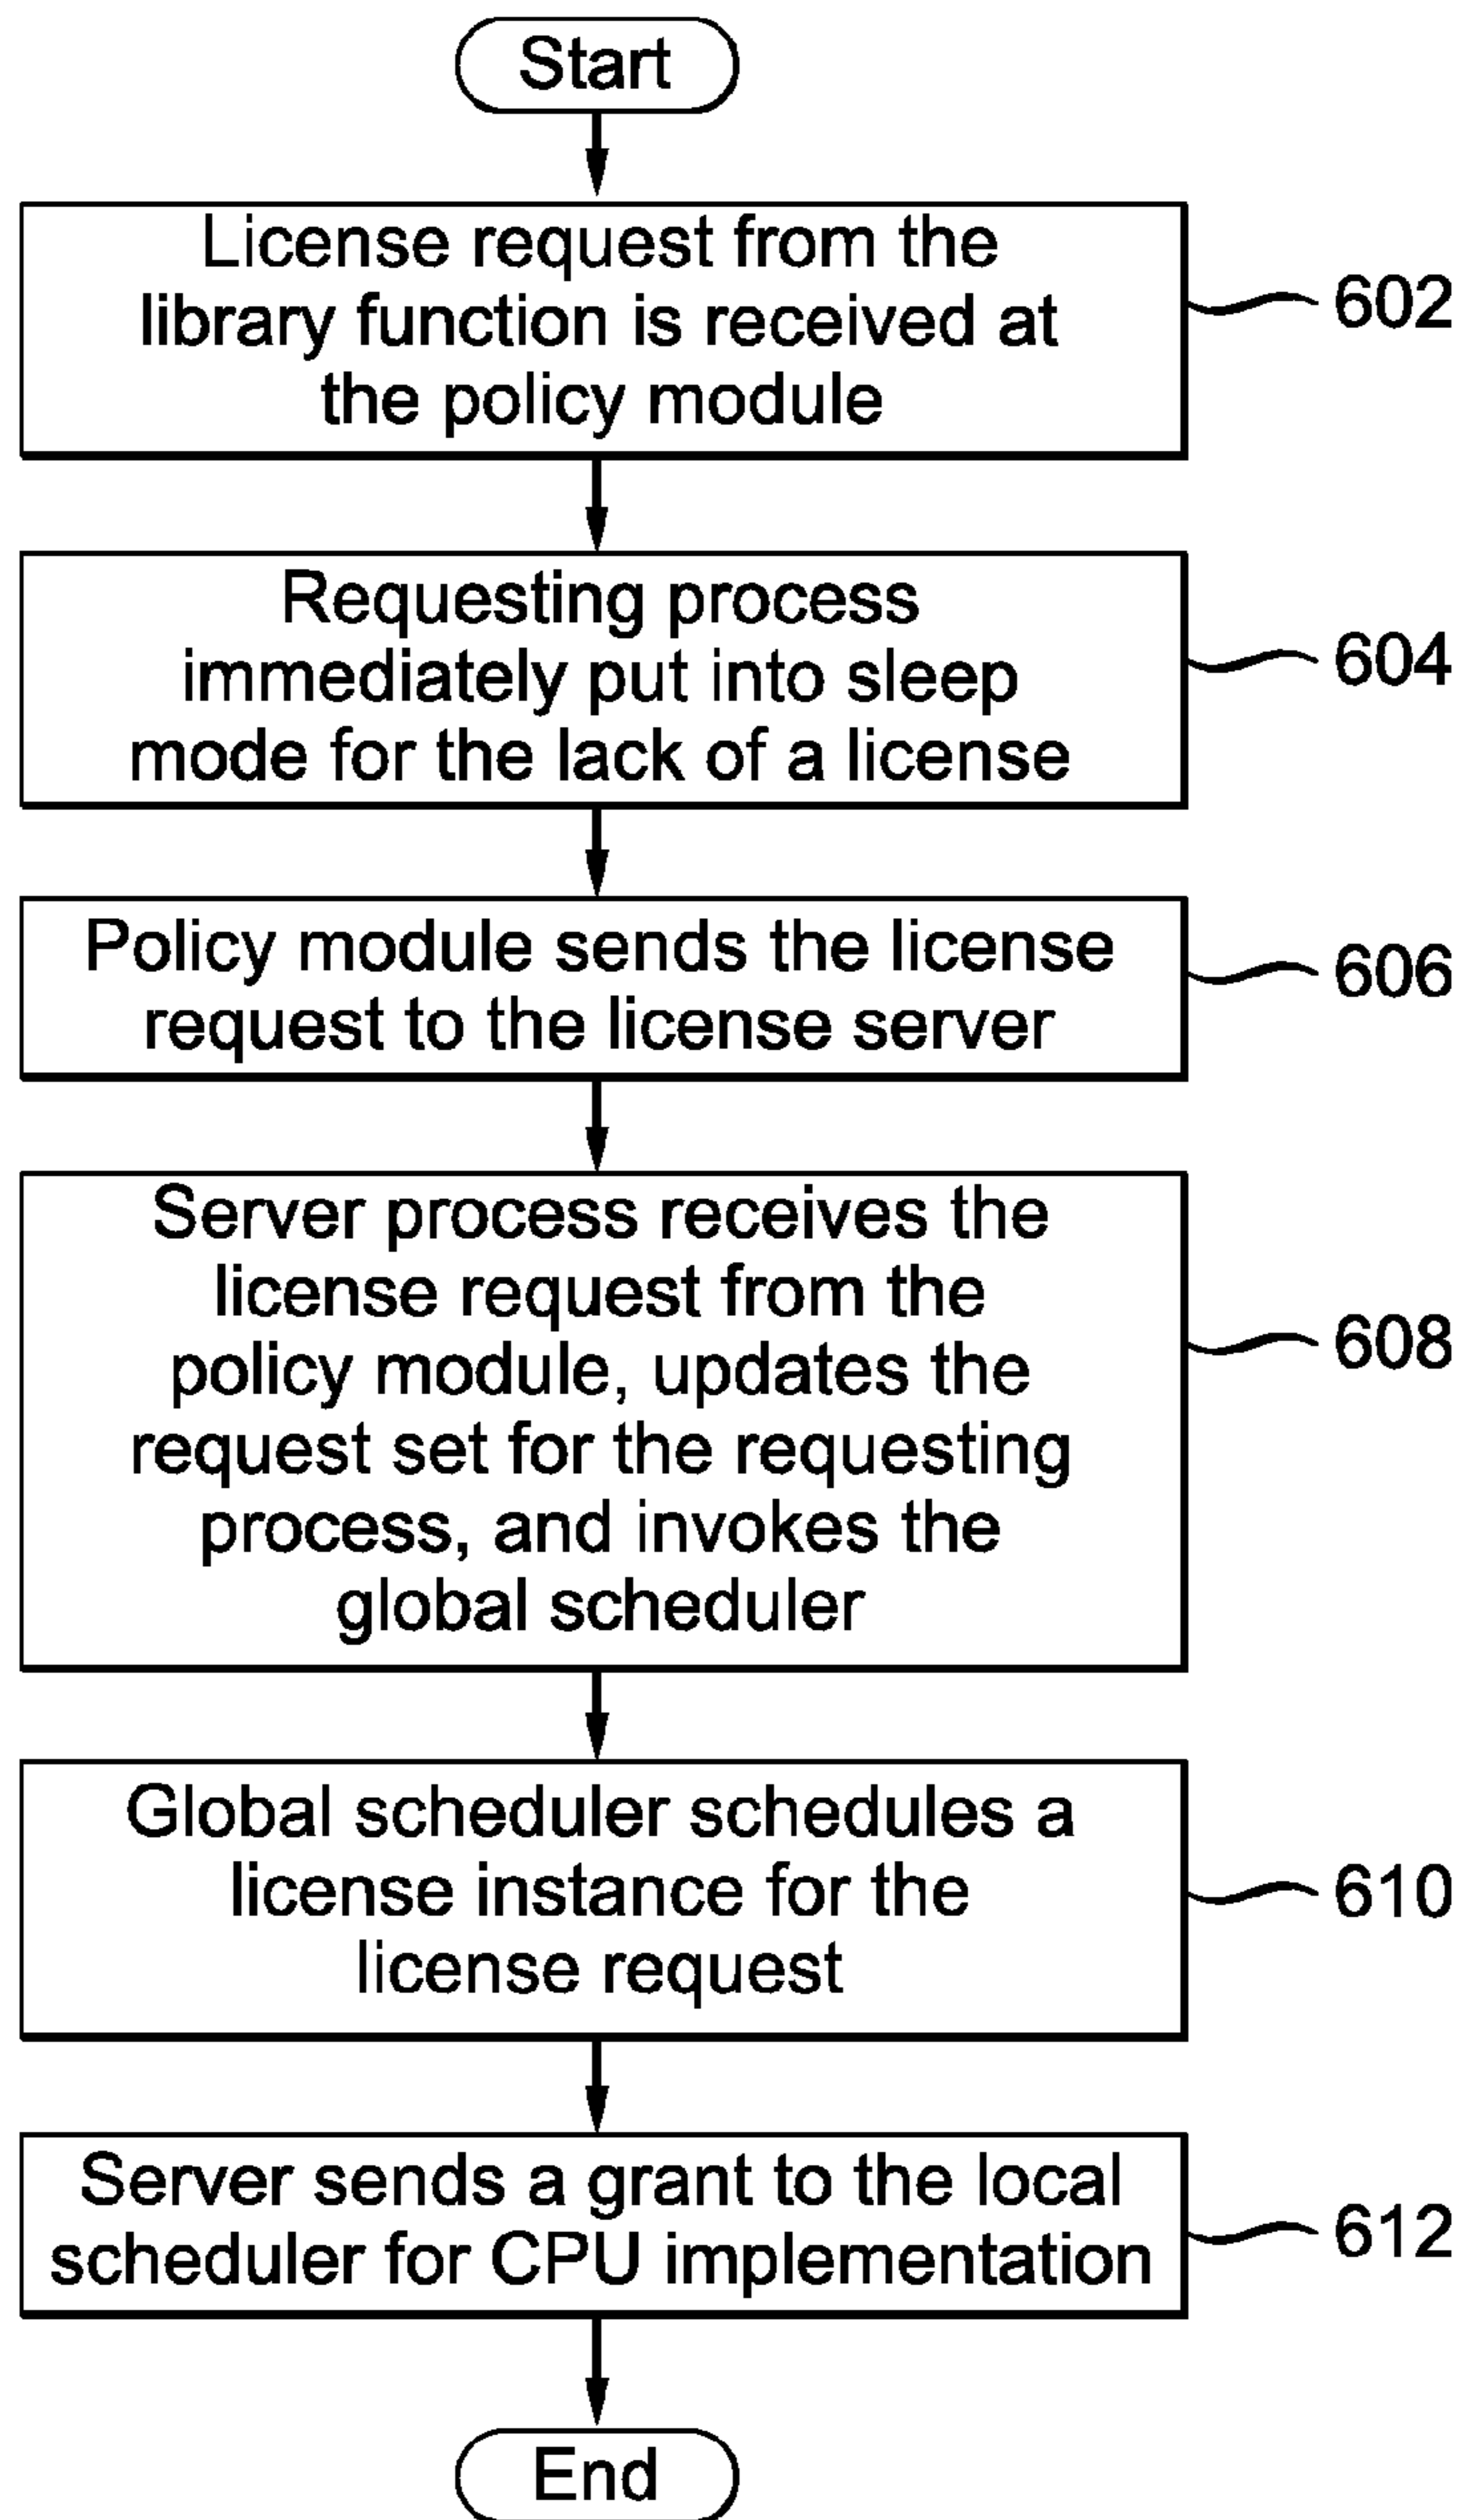 Start
License request from the
library function is received at
the policy module
602
Requesting process
immediately put into sleep
mode for the lack of a license
604
Policy module sends the license
request to the license server
606
Server process receives the
license request from the
policy module, updates the
request set for the requesting
process, and invokes the
global scheduler
608
Global scheduler schedules a
license instance for the
license request
610
Server sends a grant to the local
scheduler for CPU implementation
612
End